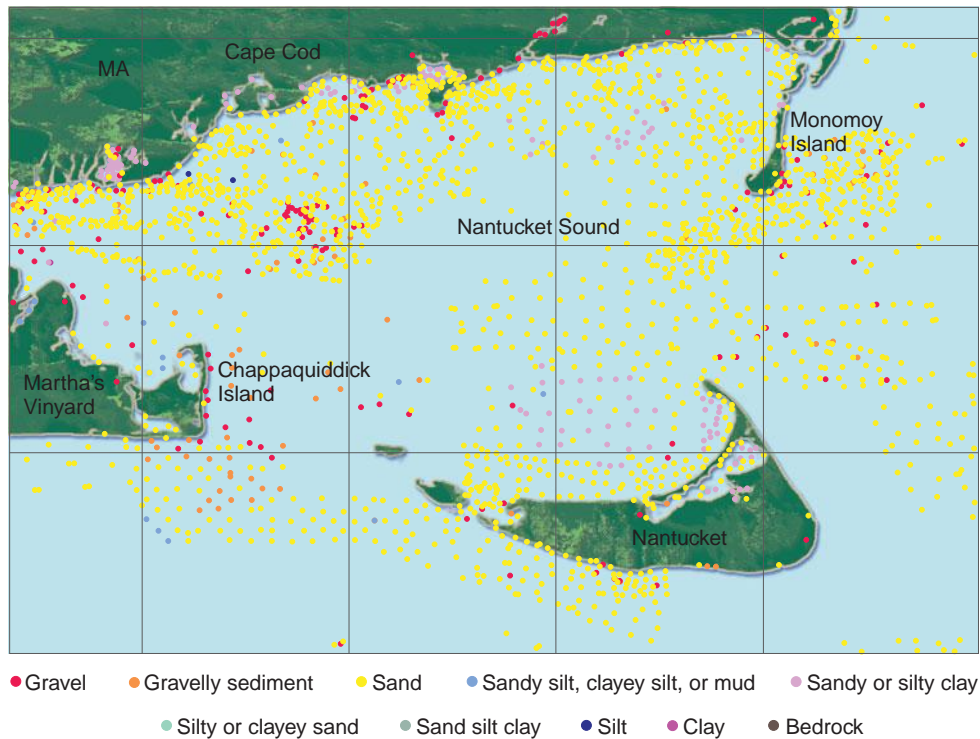 Cape Cod
MA
Monomoy
Island
Nantucket Sound
Chappaquiddick
Island
Martha's
Vinyard
Nantucket
Gravel
Gravelly sediment
Sand
Sandy silt, clayey silt, or mud
Sandy or silty clay
Silty or clayey sand
Sand silt clay
Silt
Clay
Bedrock